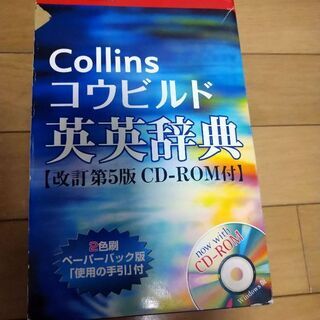 Collins
コウビルド
英英辞典
【改訂第5版 CD-ROM付】
2色刷
ペーパーバック版
「使用の手引」付
now with
CD-ROM